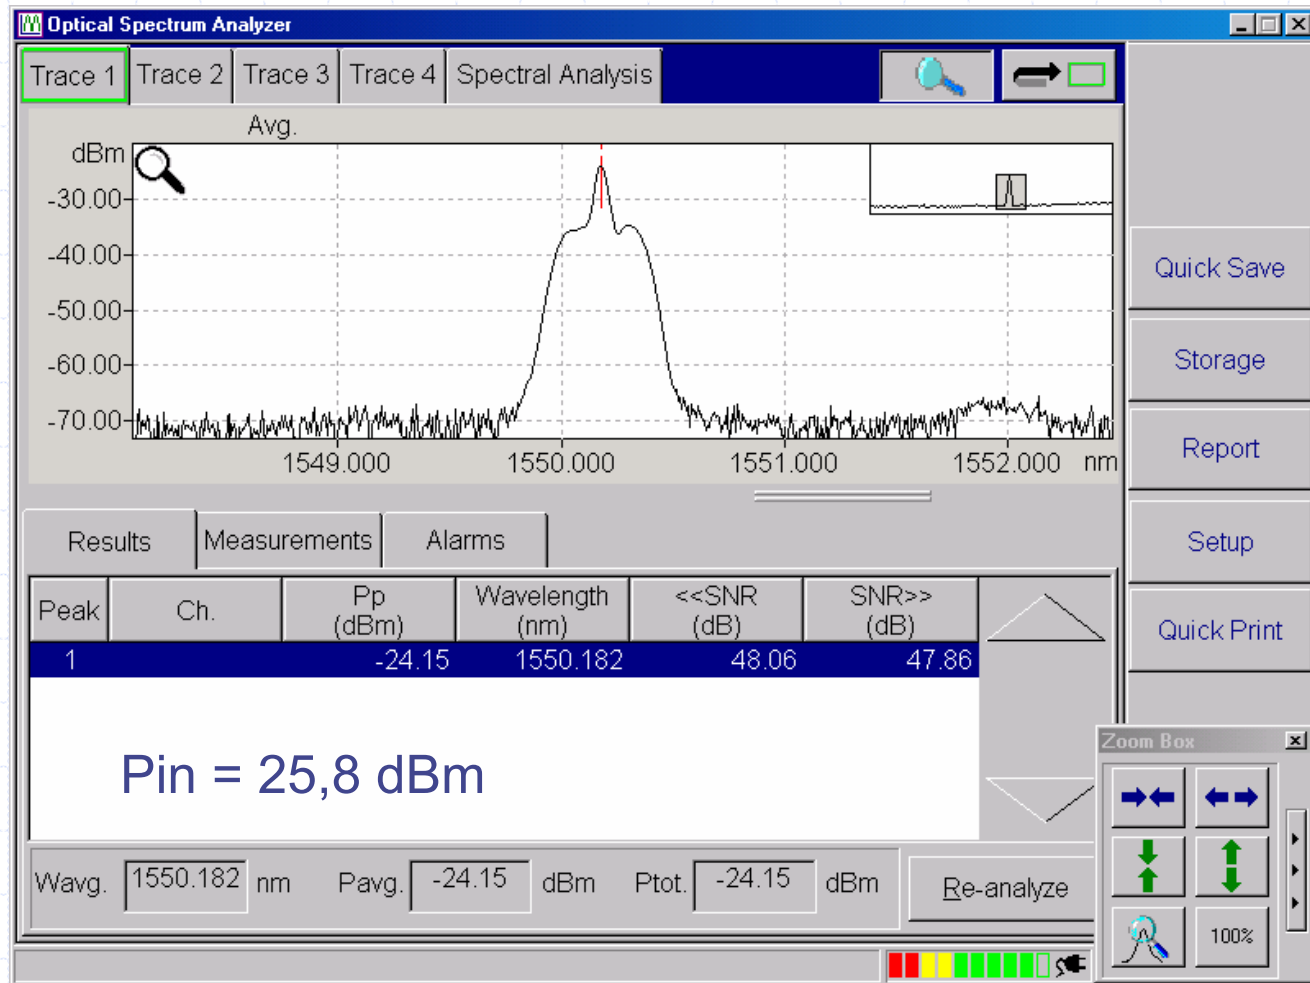 Optical Spectrum Analyzer
Trace 1 Trace 2 Trace 3 Trace 4 Spectral Analysis
Avg.
dBm
-30.00
-40.00
-50.00
-60.00
-70.00
1549.000 1550.000 1551.000 1552.000 nm
Quick Save
Storage
Report
Setup
Quick Print
Results Measurements Alarms
Peak Ch. Pp (dBm) Wavelength (nm) <<SNR (dB) SNR>> (dB)
1 -24.15 1550.182 48.06 47.86
Pin = 25,8 dBm
Wavg. 1550.182 nm Pavg. -24.15 dBm Ptot. -24.15 dBm Re-analyze
Zoom Box
100%